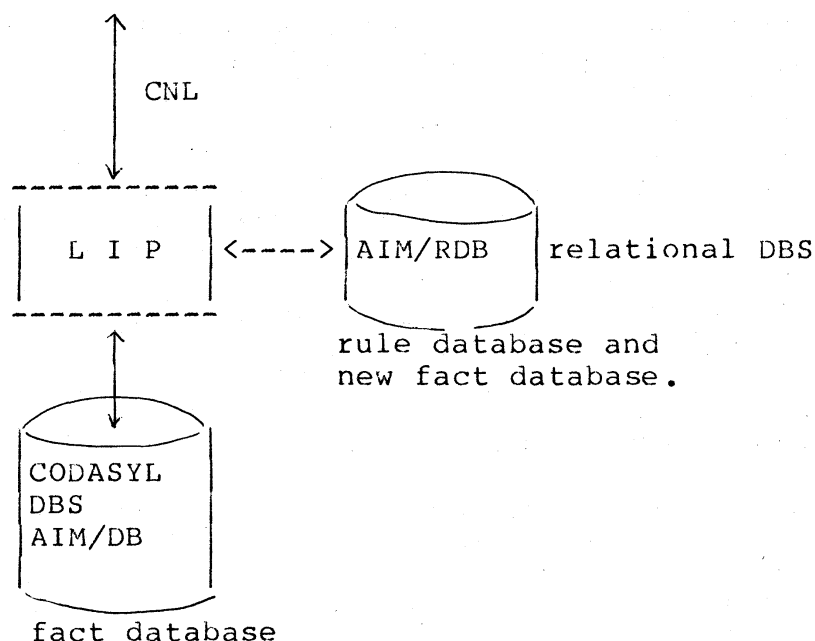 CNL
L I P <----> AIM/RDB relational DBS
rule database and
new fact database.
CODASYL
DBS
AIM/DB
fact database